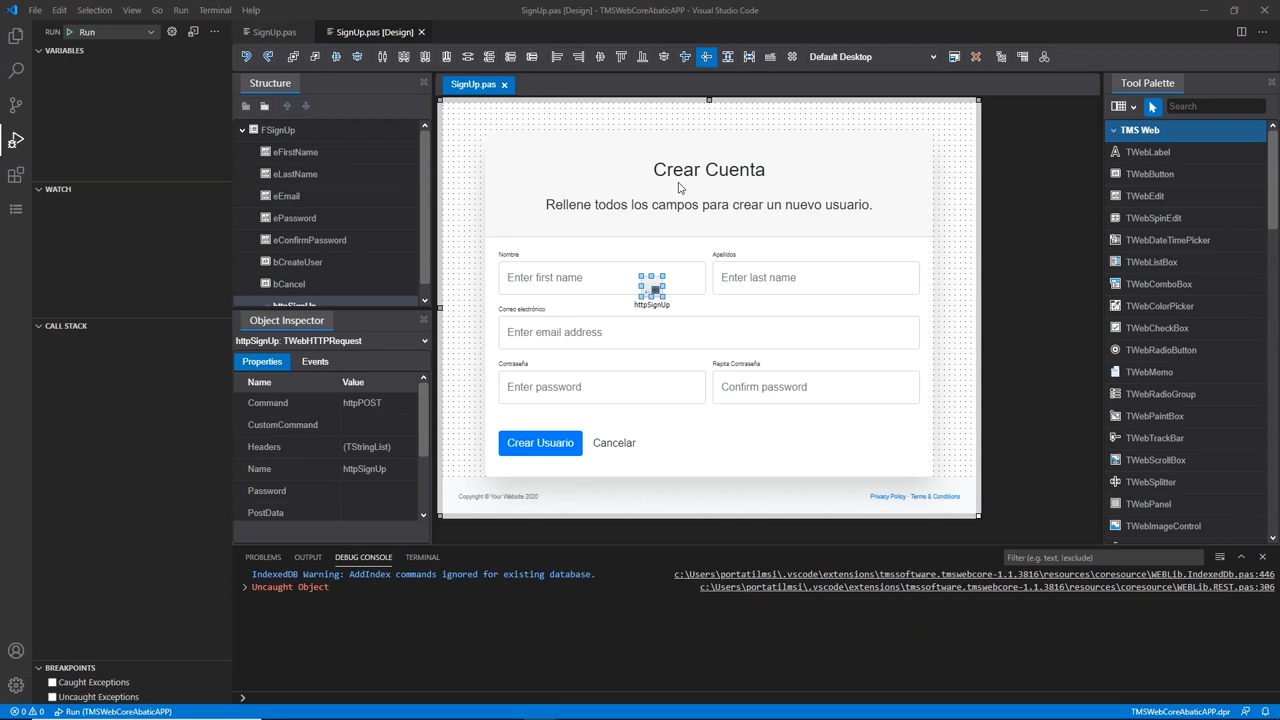 File Edit Selection View Go Run Terminal Help
SignUp.pas [Design] - TMSWebCoreAbaticAPP - Visual Studio Code
RUN Run
SignUp.pas
SignUp.pas [Design]
VARIABLES
Default Desktop
Structure
SignUp.pas
Tool Palette
Search
FSignUp
eFirstName
eLastName
eEmail
ePassword
eConfirmPassword
bCreateUser
bCancel
httpSignUp
WATCH
CALL STACK
Object Inspector
httpSignUp: TWebHTTPRequest
Properties Events
Name Value
Command httpPOST
CustomCommand
Headers (TStringList)
Name httpSignUp
Password
PostData
Crear Cuenta
Rellene todos los campos para crear un nuevo usuario.
Nombre Apellidos
Enter first name Enter last name
httpSignUp
Correo electrónico
Enter email address
Contraseña Repita Contraseña
Enter password Confirm password
Crear Usuario Cancelar
Copyright © Your Website 2020 Privacy Policy · Terms & Conditions
TMS Web
TWebLabel
TWebButton
TWebEdit
TWebSpinEdit
TWebDateTimePicker
TWebListBox
TWebComboBox
TWebColorPicker
TWebCheckBox
TWebRadioButton
TWebMemo
TWebRadioGroup
TWebPaintBox
TWebTrackBar
TWebScrollBox
TWebSplitter
TWebPanel
TWebImageControl
PROBLEMS OUTPUT DEBUG CONSOLE TERMINAL
Filter (e.g. text, !exclude)
IndexedDB Warning: AddIndex commands ignored for existing database. c:\Users\portatilmsi\.vscode\extensions\tmssoftware.tmswebcore-1.1.3816\resources\coresource\WEBLib.IndexedDb.pas:446
Uncaught Object c:\Users\portatilmsi\.vscode\extensions\tmssoftware.tmswebcore-1.1.3816\resources\coresource\WEBLib.REST.pas:306
BREAKPOINTS
Caught Exceptions
Uncaught Exceptions
0 0 Run (TMSWebCoreAbaticAPP) TMSWebCoreAbaticAPP.dpr